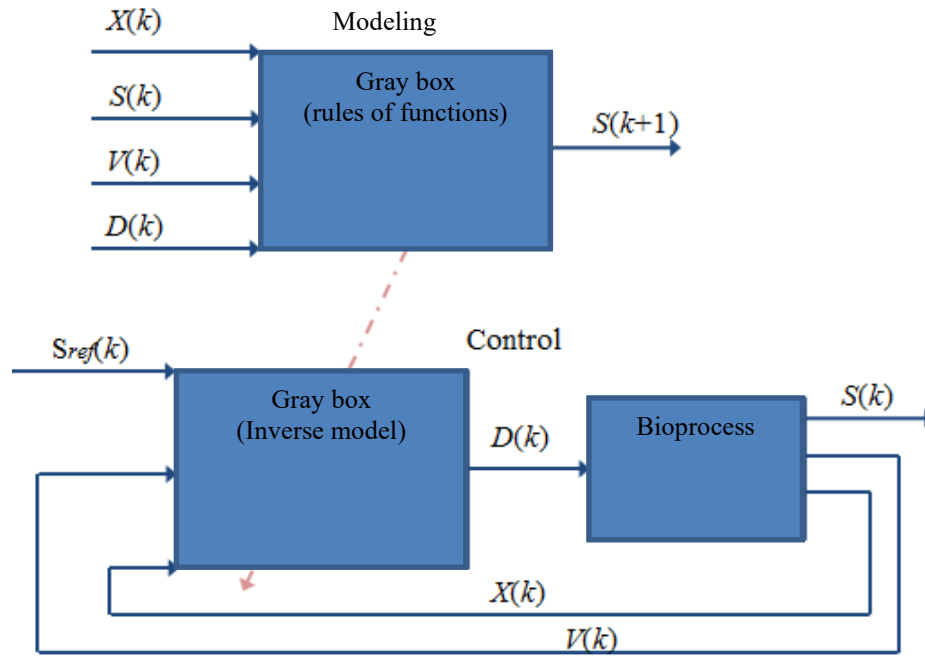 X(k)
Modeling
Gray box
(rules of functions)
S(k)
S(k+1)
V(k)
D(k)
Sref(k)
Control
Gray box
(Inverse model)
D(k)
Bioprocess
S(k)
X(k)
V(k)